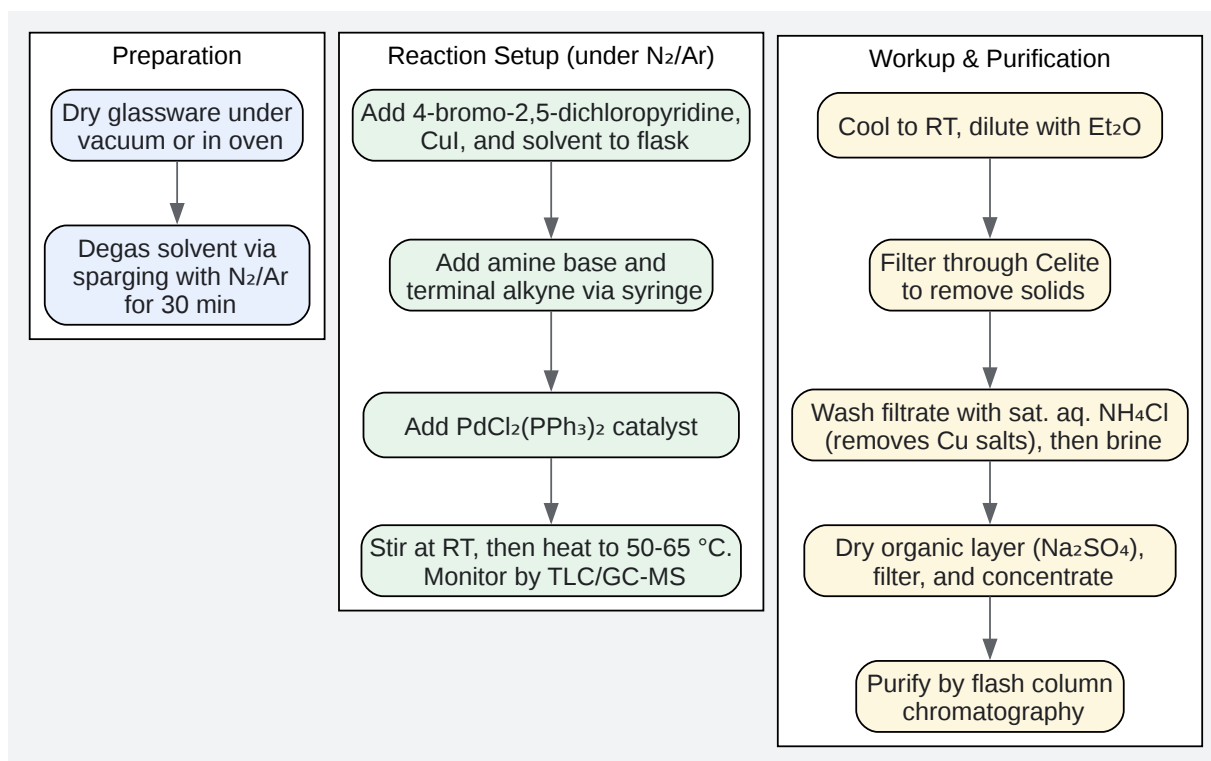 Preparation
Dry glassware under
vacuum or in oven
Degas solvent via
sparging with N₂/Ar
for 30 min
Reaction Setup (under N₂/Ar)
Add 4-bromo-2,5-dichloropyridine,
CuI, and solvent to flask
Add amine base and
terminal alkyne via syringe
Add PdCl₂(PPh₃)₂ catalyst
Stir at RT, then heat to 50-65 °C.
Monitor by TLC/GC-MS
Workup & Purification
Cool to RT, dilute with Et₂O
Filter through Celite
to remove solids
Wash filtrate with sat. aq. NH₄Cl
(removes Cu salts), then brine
Dry organic layer (Na₂SO₄),
filter, and concentrate
Purify by flash column
chromatography